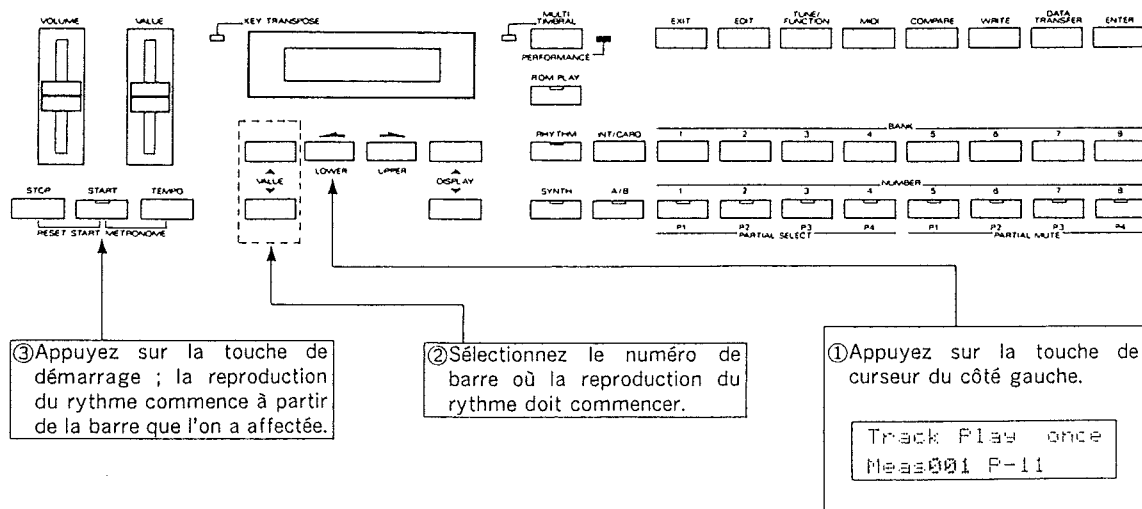 VOLUME VALUE KEY TRANSPOSE MULTI TIMBRAL EXIT EDIT TUNE/FUNCTION MIDI COMPARE WRITE DATA TRANSFER ENTER
PERFORMANCE
ROM PLAY
RHYTHM INT/CARD BANK
1 2 3 4 5 6 7 8
LOWER UPPER
VALUE DISPLAY
STOP START TEMPO SYNTH A/B NUMBER
1 2 3 4 5 6 7 8
RESET START METRONOME
P1 P2 P3 P4 P1 P2 P3 P4
PARTIAL SELECT PARTIAL MUTE
③Appuyez sur la touche de
démarrage ; la reproduction
du rythme commence à partir
de la barre que l'on a affectée.
②Sélectionnez le numéro de
barre où la reproduction du
rythme doit commencer.
①Appuyez sur la touche de
curseur du côté gauche.
Track Play once
Meas001 P-11